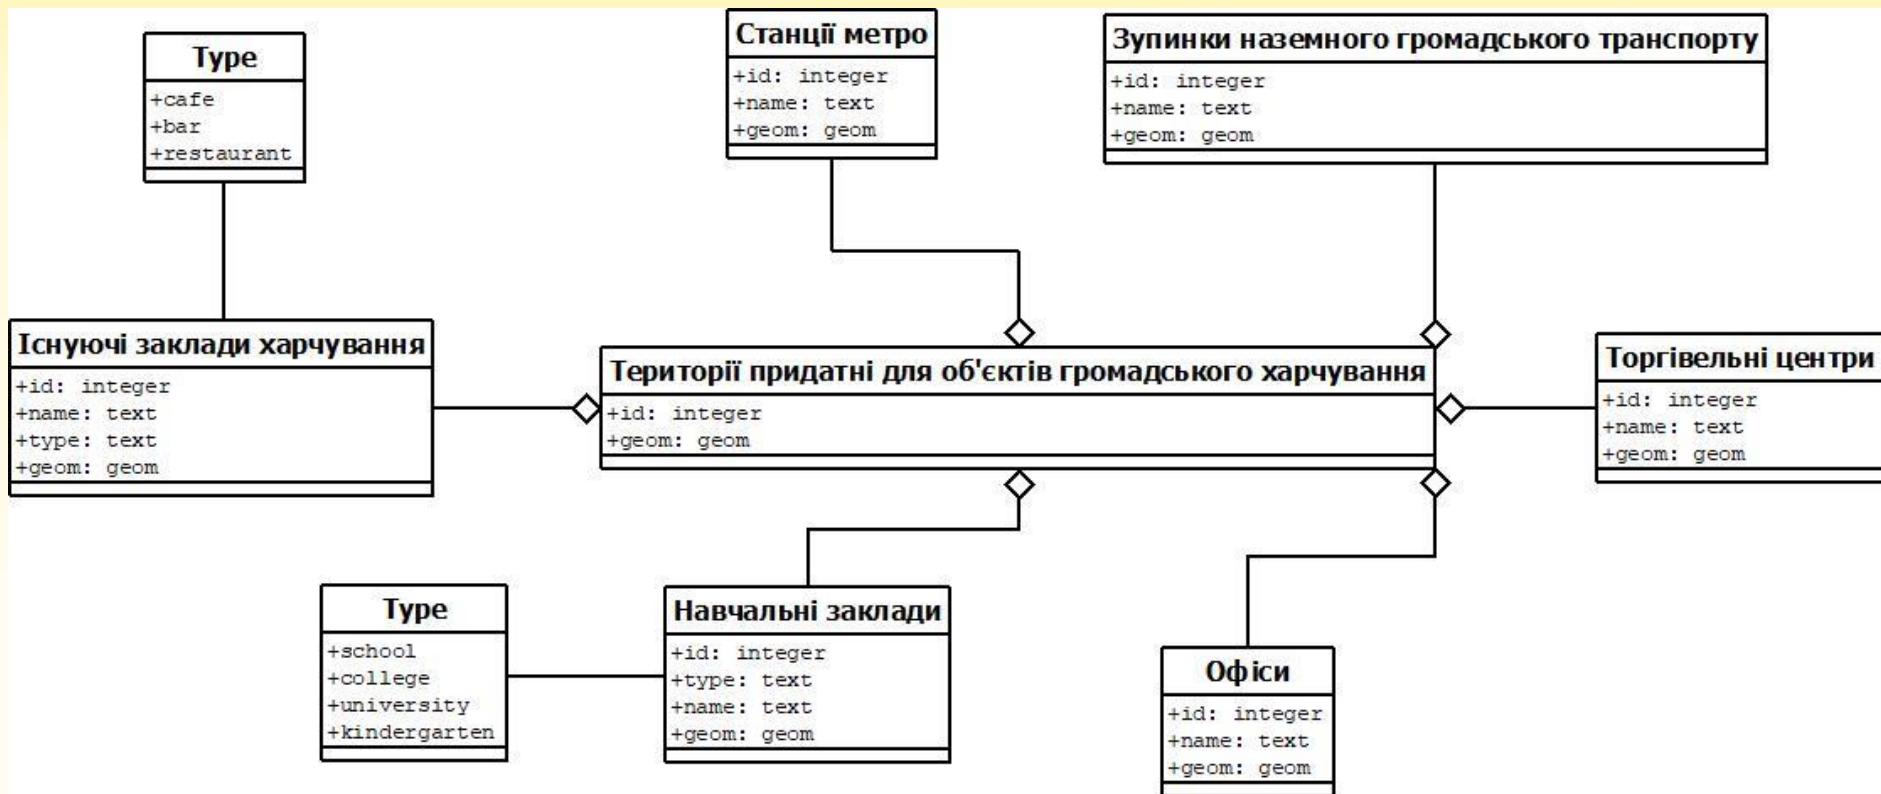 Type
+cafe
+bar
+restaurant
Станції метро
+id: integer
+name: text
+geom: geom
Зупинки наземного громадського транспорту
+id: integer
+name: text
+geom: geom
Існуючі заклади харчування
+id: integer
+name: text
+type: text
+geom: geom
Території придатні для об'єктів громадського харчування
+id: integer
+geom: geom
Торгівельні центри
+id: integer
+name: text
+geom: geom
Type
+school
+college
+university
+kindergarten
Навчальні заклади
+id: integer
+type: text
+name: text
+geom: geom
Офіси
+id: integer
+name: text
+geom: geom